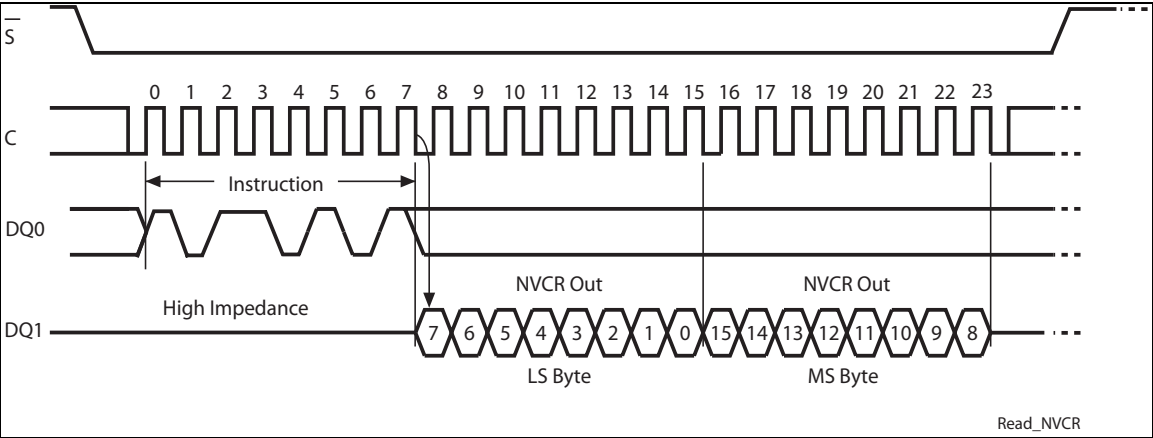 S
0 1 2 3 4 5 6 7 8 9 10 11 12 13 14 15 16 17 18 19 20 21 22 23
C
Instruction
DQ0
NVCR Out NVCR Out
High Impedance
DQ1 7 6 5 4 3 2 1 0 15 14 13 12 11 10 9 8
LS Byte MS Byte
Read_NVCR